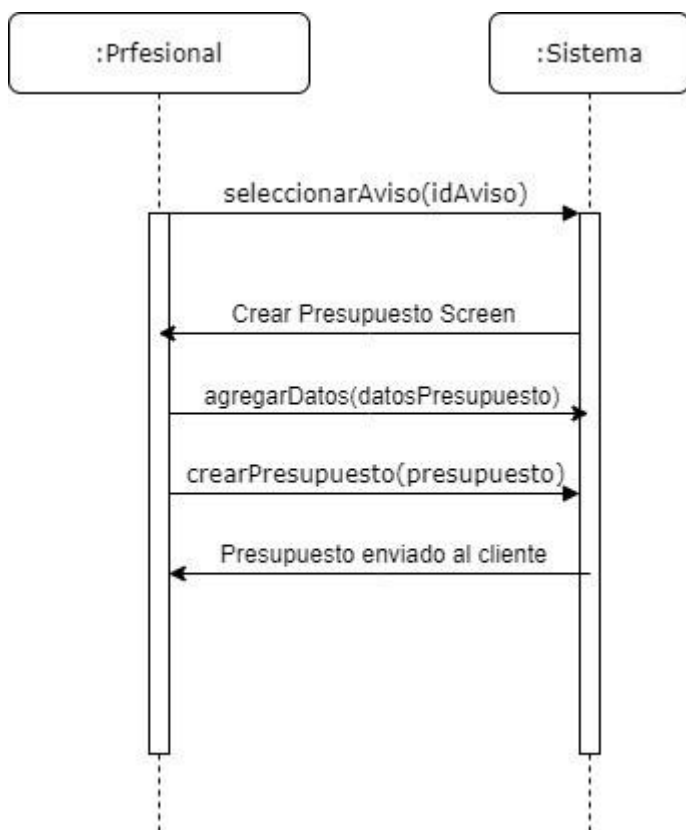 :Prfesional
:Sistema
seleccionarAviso(idAviso)
Crear Presupuesto Screen
agregarDatos(datosPresupuesto)
crearPresupuesto(presupuesto)
Presupuesto enviado al cliente